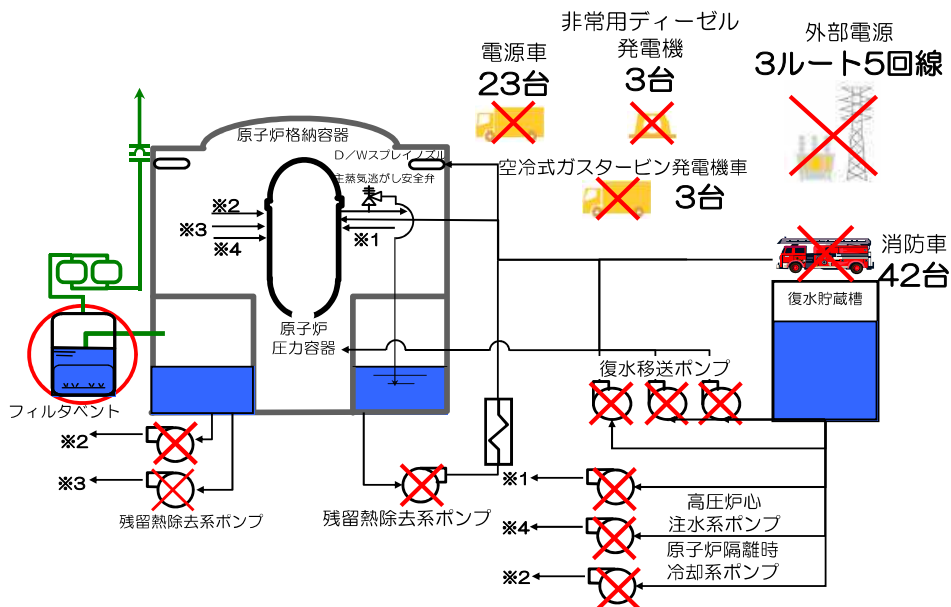 非常用ディーゼル
発電機
3台
外部電源
3ルート5回線
電源車
23台
原子炉格納容器
D/Wスプレイノズル
主蒸気逃がし安全弁
空冷式ガスタービン発電機車
3台
※2
※3
※4
※1
消防車
42台
復水貯蔵槽
原子炉
圧力容器
復水移送ポンプ
フィルタベント
※2
※3
残留熱除去系ポンプ
残留熱除去系ポンプ
※1
高圧炉心
注水系ポンプ
※4
原子炉隔離時
冷却系ポンプ
※2